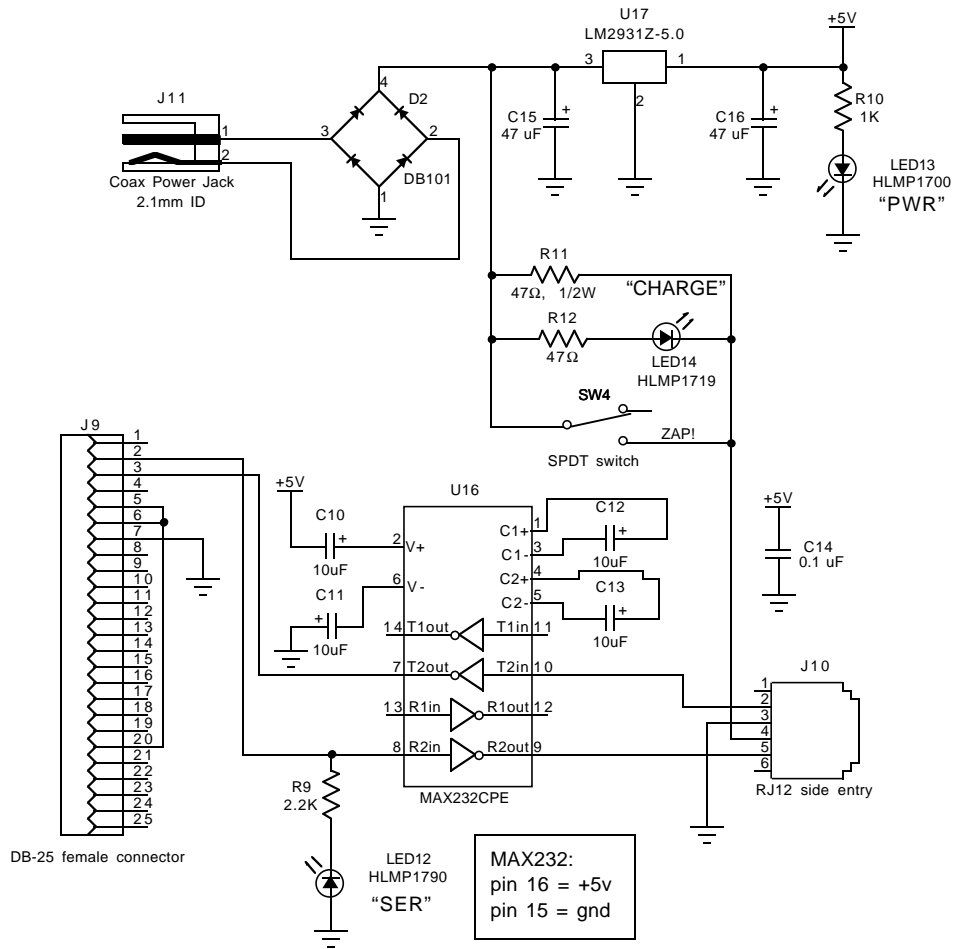 U17
LM2931Z-5.0
+5V
3
1
2
J11
1
2
Coax Power Jack
2.1mm ID
4
D2
3
2
DB101
1
C15
+
47 uF
C16
+
47 uF
R10
1K
LED13
HLMP1700
“PWR”
R11
47Ω, 1/2W
“CHARGE”
R12
47Ω
LED14
HLMP1719
SW4
ZAP!
SPDT switch
J9
1
2
3
4
5
6
7
8
9
10
11
12
13
14
15
16
17
18
19
20
21
22
23
24
25
DB-25 female connector
+5V
C10
+
10uF
C11
+
10uF
U16
2 V+
6 V-
C1+ 1
C1- 3
C2+ 4
C2- 5
14 T1out T1in 11
7 T2out T2in 10
13 R1in R1out 12
8 R2in R2out 9
MAX232CPE
C12
+
10uF
C13
+
10uF
+5V
C14
0.1 uF
J10
1
2
3
4
5
6
RJ12 side entry
R9
2.2K
LED12
HLMP1790
“SER”
MAX232:
pin 16 = +5v
pin 15 = gnd